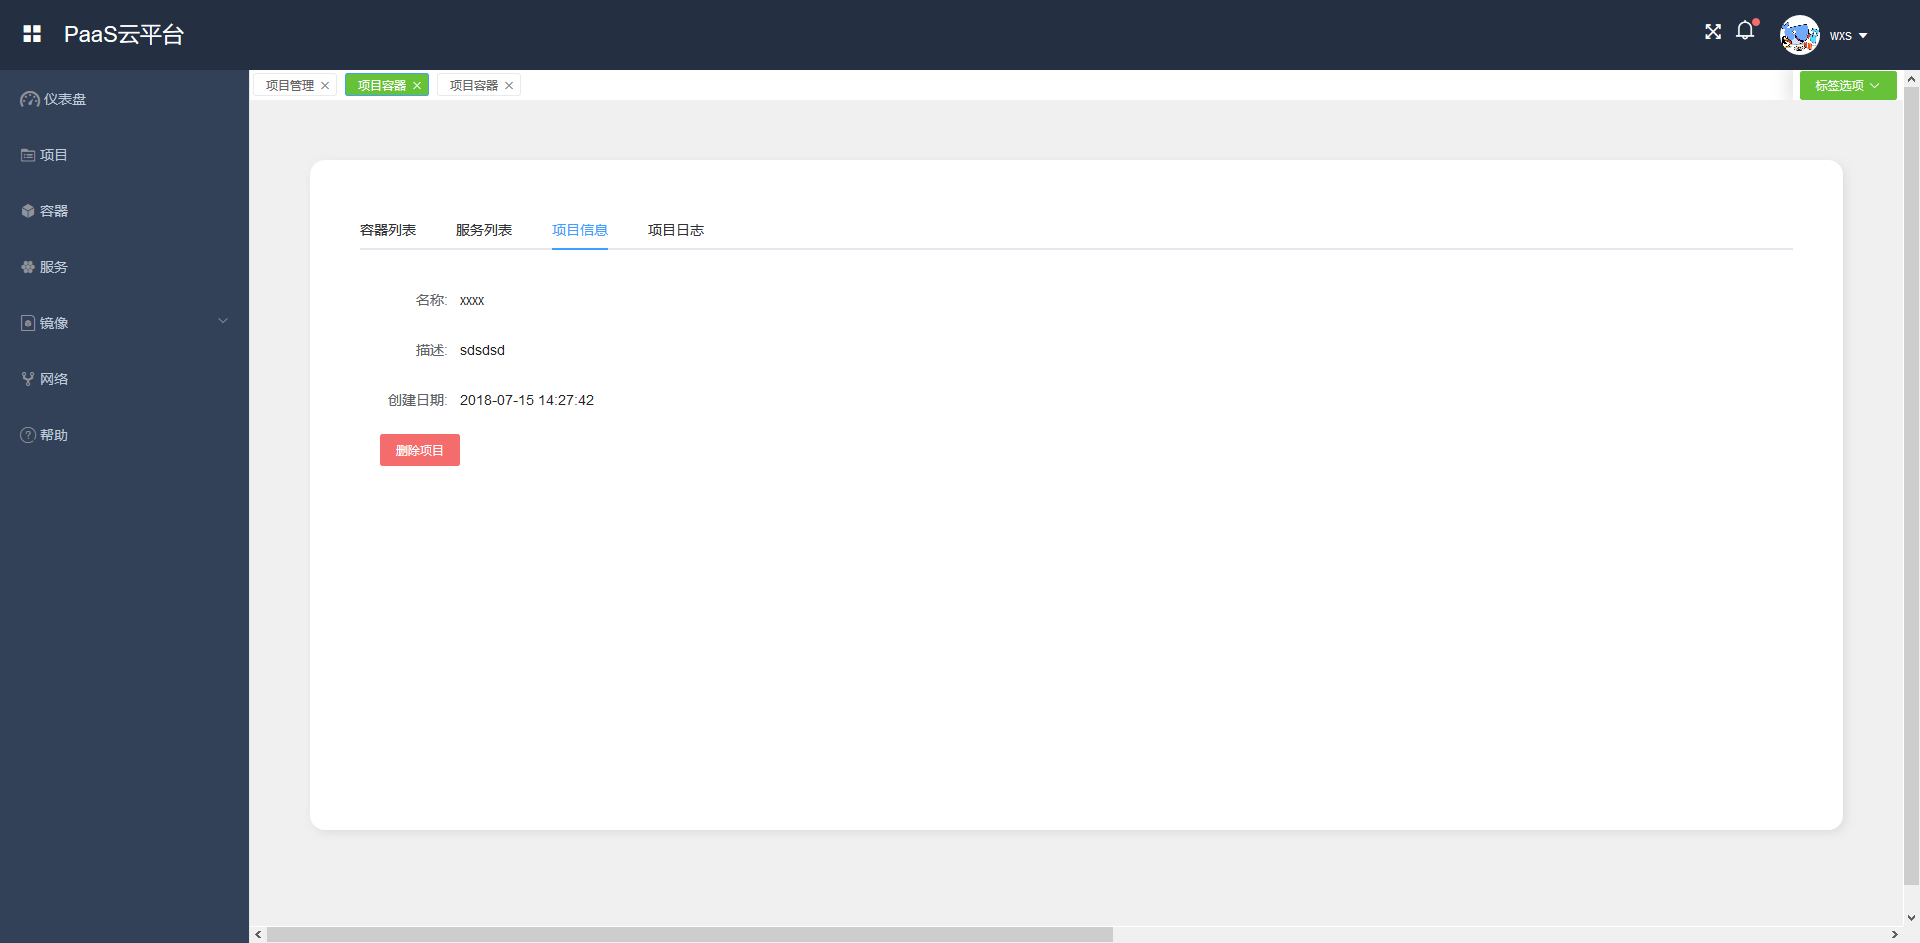 PaaS云平台
wxs
仪表盘
项目
容器
服务
镜像
网络
帮助
项目管理 项目容器 项目容器 标签选项
容器列表 服务列表 项目信息 项目日志
名称: xxxx
描述: sdsdsd
创建日期: 2018-07-15 14:27:42
删除项目